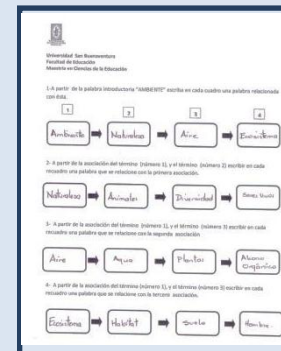 Universidad San Buenaventura
Facultad de Educación
Maestría en Ciencias de la Educación
1-A partir de la palabra introductoria "AMBIENTE" escriba en cada cuadro una palabra relacionada
con ésta.
1 2 3 4
Ambiente Naturaleza Aire Ecosistema
2- A partir de la asociación del término (número 1), y el término (número 2) escribir en cada
recuadro una palabra que se relacione con la primera asociación.
Naturaleza Animales Diversidad Seres Vivos
3- A partir de la asociación del término (número 1), y el término (número 3) escribir en cada
recuadro una palabra que se relacione con la segunda asociación
Aire Agua Plantas Abono
Orgánico
4- A partir de la asociación del término (número 1), y el término (número 3) escribir en cada
recuadro una palabra que se relacione con la tercera asociación.
Ecosistema Habitat Suelo Hombre